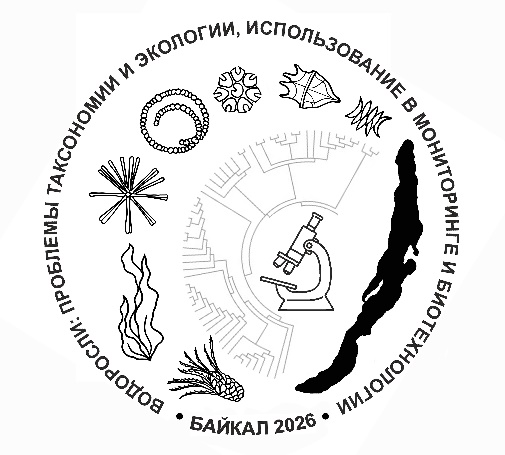 ВОДОРОСЛИ: ПРОБЛЕМЫ ТАКСОНОМИИ И ЭКОЛОГИИ, ИСПОЛЬЗОВАНИЕ В МОНИТОРИНГЕ И БИОТЕХНОЛОГИИ
• БАЙКАЛ 2026 •